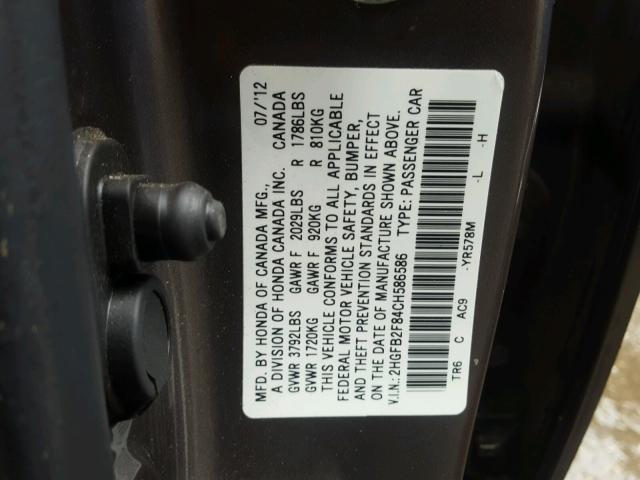 MFD. BY HONDA OF CANADA MFG., 07/'12
A DIVISION OF HONDA CANADA INC. CANADA
GVWR 3792LBS GAWR F 2029LBS R 1786LBS
GVWR 1720KG GAWR F 920KG R 810KG
THIS VEHICLE CONFORMS TO ALL APPLICABLE
FEDERAL MOTOR VEHICLE SAFETY, BUMPER,
AND THEFT PREVENTION STANDARDS IN EFFECT
ON THE DATE OF MANUFACTURE SHOWN ABOVE.
V.I.N.: 2HGFB2F84CH586586 TYPE: PASSENGER CAR
TR6 C AC9 -YR578M -L -H